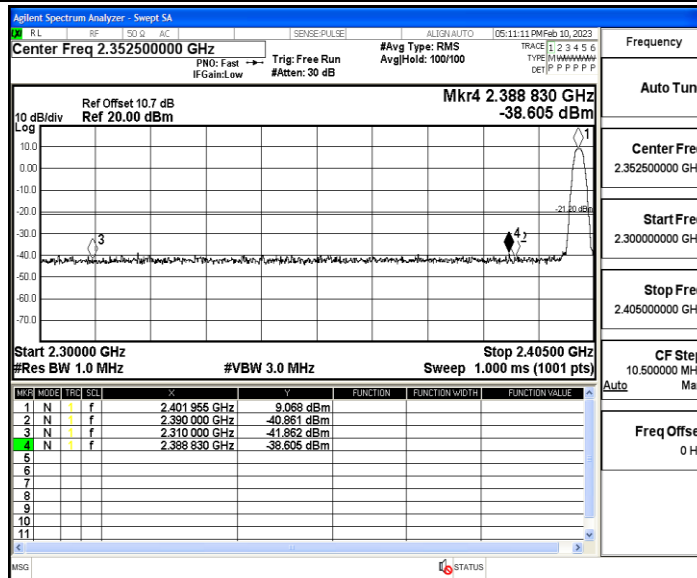 Agilent Spectrum Analyzer - Swept SA
RL RF 50 Ω AC SENSE:PULSE ALIGN AUTO 05:11:11 PM Feb 10, 2023
Center Freq 2.352500000 GHz #Avg Type: RMS TRACE 1 2 3 4 5 6
PNO: Fast Trig: Free Run Avg|Hold: 100/100 TYPE M
IFGain:Low #Atten: 30 dB DET P P P P P P
Mkr4 2.388 830 GHz
Ref Offset 10.7 dB -38.605 dBm
10 dB/div Ref 20.00 dBm
Log
10.0
0.00
-10.0
-20.0
-21.20 dBm
-30.0
-40.0
-50.0
-60.0
-70.0
1
3
4 2
Start 2.30000 GHz Stop 2.40500 GHz
#Res BW 1.0 MHz #VBW 3.0 MHz Sweep 1.000 ms (1001 pts)
MKR MODE TRC SCL X Y FUNCTION FUNCTION WIDTH FUNCTION VALUE
1 N 1 f 2.401 955 GHz 9.068 dBm
2 N 1 f 2.390 000 GHz -40.861 dBm
3 N 1 f 2.310 000 GHz -41.862 dBm
4 N 1 f 2.388 830 GHz -38.605 dBm
5
6
7
8
9
10
11
MSG STATUS
Frequency
Auto Tun
Center Fre
2.352500000 GH
Start Fre
2.300000000 GH
Stop Fre
2.405000000 GH
CF Step
10.500000 MH
Auto Ma
Freq Offse
0 H